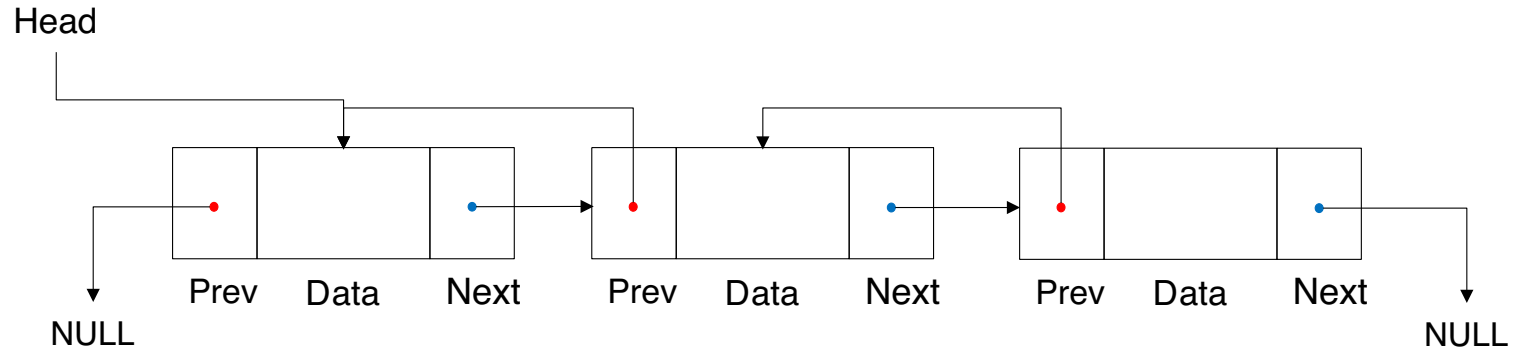 Head
Prev Data Next Prev Data Next Prev Data Next
NULL NULL